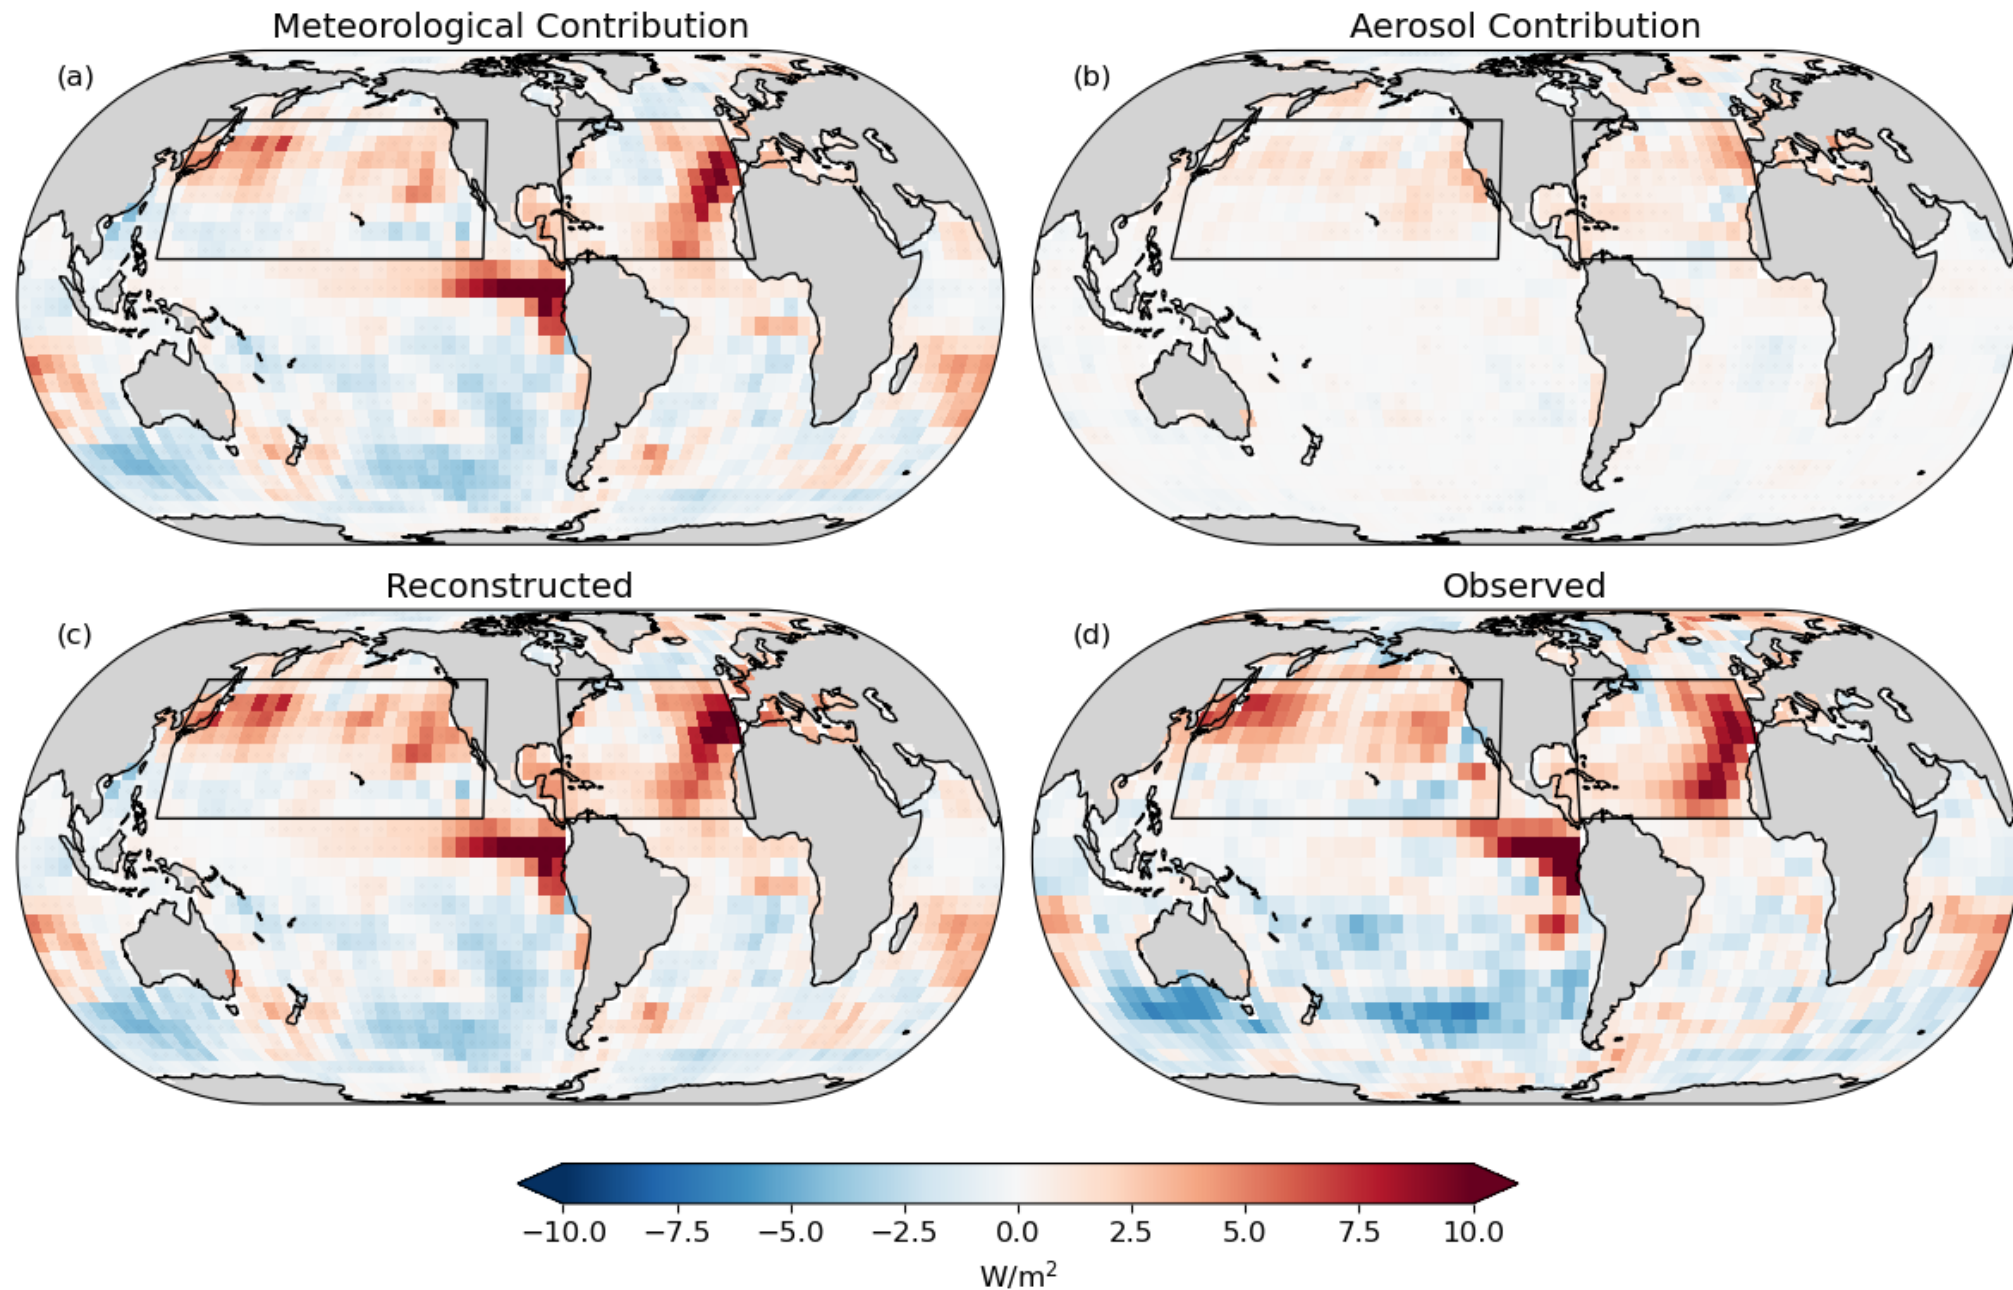 Meteorological Contribution
Aerosol Contribution
(a)
(b)
Reconstructed
Observed
(c)
(d)
−10.0 −7.5 −5.0 −2.5 0.0 2.5 5.0 7.5 10.0
W/m²